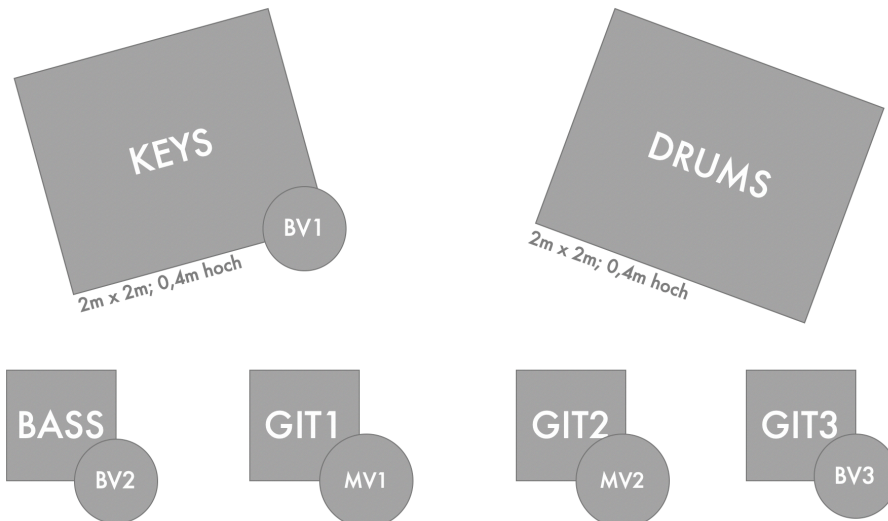 KEYS
DRUMS
BV1
2m x 2m; 0,4m hoch
2m x 2m; 0,4m hoch
BASS
GIT1
GIT2
GIT3
BV2
MV1
MV2
BV3